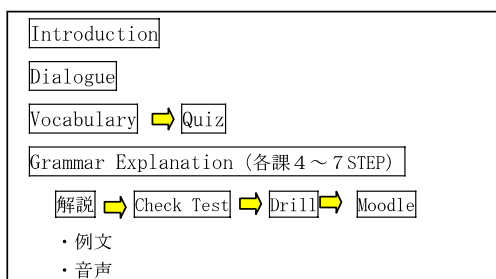 Introduction
Dialogue
Vocabulary Quiz
Grammar Explanation (各課４～７STEP)
解説 Check Test Drill Moodle
・例文
・音声